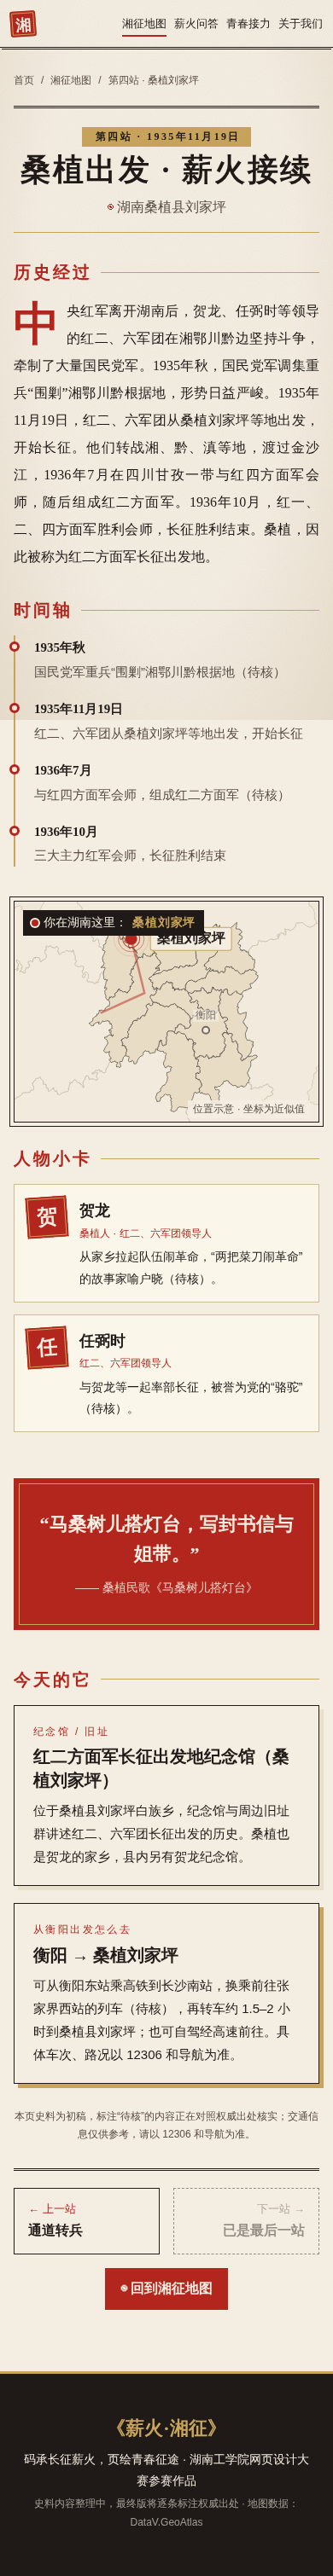 湘
湘征地图 薪火问答 青春接力 关于我们
首页 / 湘征地图 / 第四站 · 桑植刘家坪
第四站 · 1935年11月19日
桑植出发 · 薪火接续
湖南桑植县刘家坪
历史经过
中央红军离开湖南后，贺龙、任弼时等领导
的红二、六军团在湘鄂川黔边坚持斗争，
牵制了大量国民党军。1935年秋，国民党军调集重
兵“围剿”湘鄂川黔根据地，形势日益严峻。1935年
11月19日，红二、六军团从桑植刘家坪等地出发，
开始长征。他们转战湘、黔、滇等地，渡过金沙
江，1936年7月在四川甘孜一带与红四方面军会
师，随后组成红二方面军。1936年10月，红一、
二、四方面军胜利会师，长征胜利结束。桑植，因
此被称为红二方面军长征出发地。
时间轴
1935年秋
国民党军重兵“围剿”湘鄂川黔根据地（待核）
1935年11月19日
红二、六军团从桑植刘家坪等地出发，开始长征
1936年7月
与红四方面军会师，组成红二方面军（待核）
1936年10月
三大主力红军会师，长征胜利结束
你在湖南这里： 桑植刘家坪
桑植刘家坪
衡阳
位置示意 · 坐标为近似值
人物小卡
贺
贺龙
桑植人 · 红二、六军团领导人
从家乡拉起队伍闹革命，“两把菜刀闹革命”
的故事家喻户晓（待核）。
任
任弼时
红二、六军团领导人
与贺龙等一起率部长征，被誉为党的“骆驼”
（待核）。
“马桑树儿搭灯台，写封书信与
姐带。”
—— 桑植民歌《马桑树儿搭灯台》
今天的它
纪念馆 / 旧址
红二方面军长征出发地纪念馆（桑
植刘家坪）
位于桑植县刘家坪白族乡，纪念馆与周边旧址
群讲述红二、六军团长征出发的历史。桑植也
是贺龙的家乡，县内另有贺龙纪念馆。
从衡阳出发怎么去
衡阳 → 桑植刘家坪
可从衡阳东站乘高铁到长沙南站，换乘前往张
家界西站的列车（待核），再转车约 1.5–2 小
时到桑植县刘家坪；也可自驾经高速前往。具
体车次、路况以 12306 和导航为准。
本页史料为初稿，标注“待核”的内容正在对照权威出处核实；交通信
息仅供参考，请以 12306 和导航为准。
← 上一站
通道转兵
下一站 →
已是最后一站
回到湘征地图
《薪火·湘征》
码承长征薪火，页绘青春征途 · 湖南工学院网页设计大
赛参赛作品
史料内容整理中，最终版将逐条标注权威出处 · 地图数据：
DataV.GeoAtlas